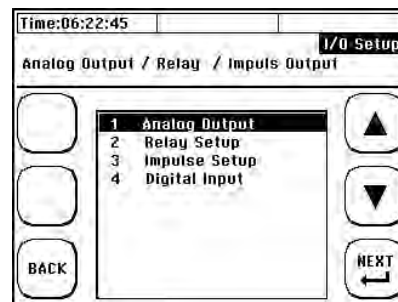 Time:06:22:45
I/O Setup
Analog Output / Relay / Impuls Output
1 Analog Output
2 Relay Setup
3 Impulse Setup
4 Digital Input
BACK
NEXT